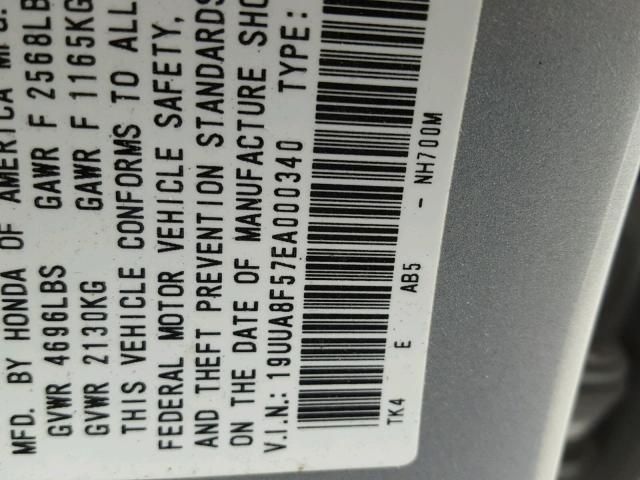 MFD. BY HONDA OF AMERICA MFG.
GVWR 4696LBS GAWR F 2568LB
GVWR 2130KG GAWR F 1165KG
THIS VEHICLE CONFORMS TO ALL
FEDERAL MOTOR VEHICLE SAFETY,
AND THEFT PREVENTION STANDARDS
ON THE DATE OF MANUFACTURE SHO
V.I.N.: 19UUA8F57EA000340 TYPE:
TK4 E AB5 - NH700M